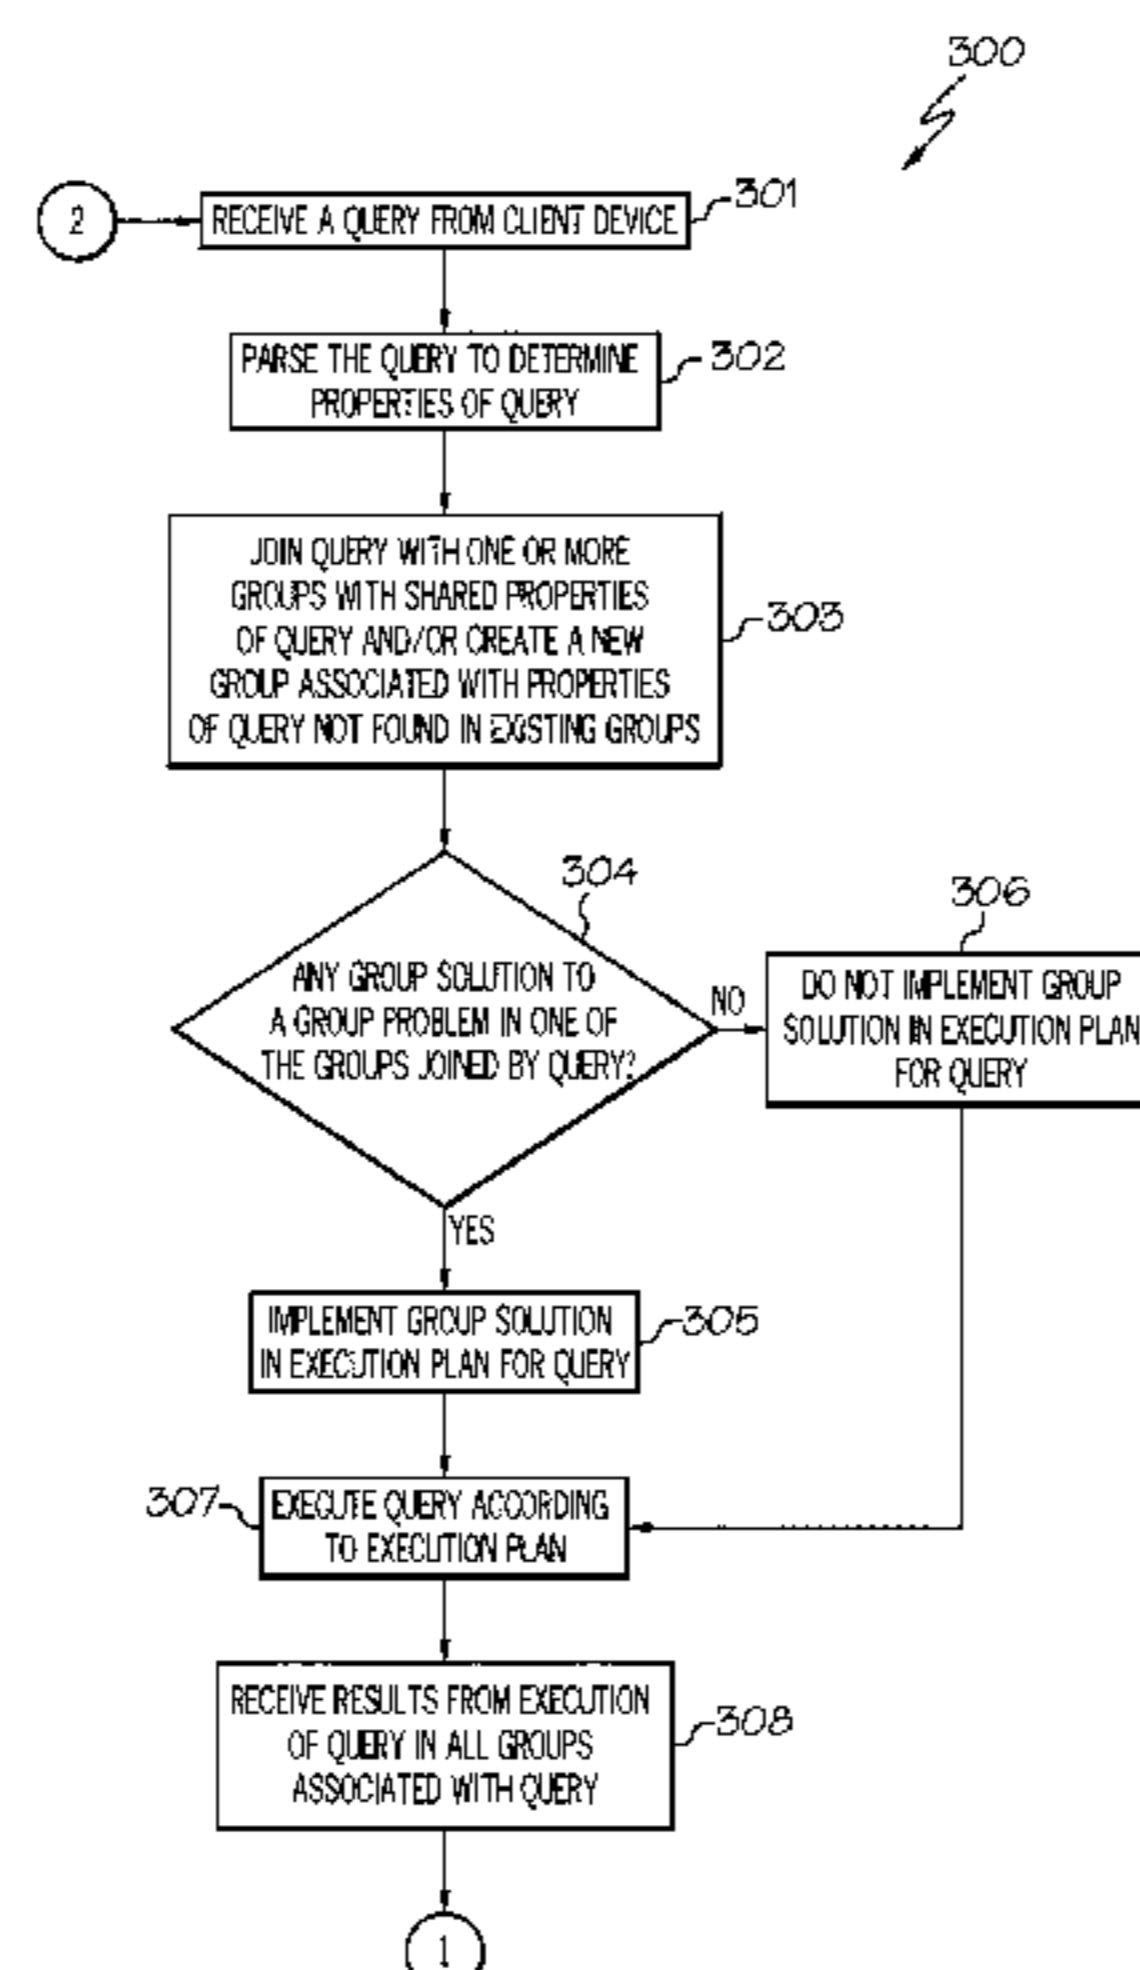 300
2
RECEIVE A QUERY FROM CLIENT DEVICE
301
PARSE THE QUERY TO DETERMINE
PROPERTIES OF QUERY
302
JOIN QUERY WITH ONE OR MORE
GROUPS WITH SHARED PROPERTIES
OF QUERY AND/OR CREATE A NEW
GROUP ASSOCIATED WITH PROPERTIES
OF QUERY NOT FOUND IN EXISTING GROUPS
303
304
ANY GROUP SOLUTION TO
A GROUP PROBLEM IN ONE OF
THE GROUPS JOINED BY QUERY?
NO
306
DO NOT IMPLEMENT GROUP
SOLUTION IN EXECUTION PLAN
FOR QUERY
YES
IMPLEMENT GROUP SOLUTION
IN EXECUTION PLAN FOR QUERY
305
307
EXECUTE QUERY ACCORDING
TO EXECUTION PLAN
RECEIVE RESULTS FROM EXECUTION
OF QUERY IN ALL GROUPS
ASSOCIATED WITH QUERY
308
1